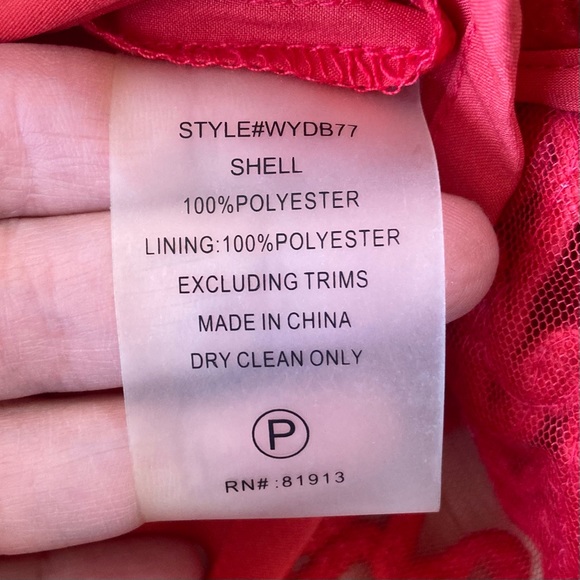 STYLE#WYDB77
SHELL
100%POLYESTER
LINING:100%POLYESTER
EXCLUDING TRIMS
MADE IN CHINA
DRY CLEAN ONLY
P
RN#:81913